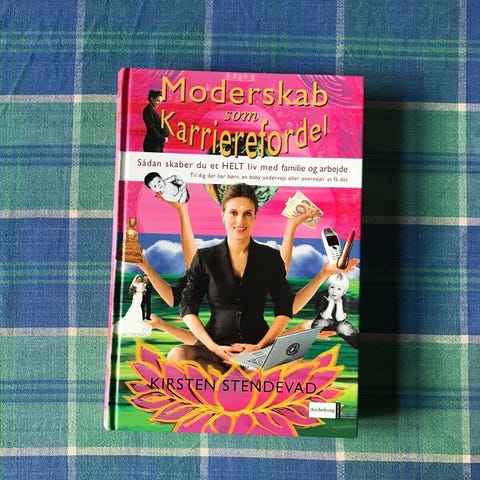 Moderskab
som
Karrierefordel
Sådan skaber du et HELT liv med familie og arbejde
Til dig der har børn, en baby undervejs eller overvejer at få det
@
KIRSTEN STENDEVAD
Aschehoug